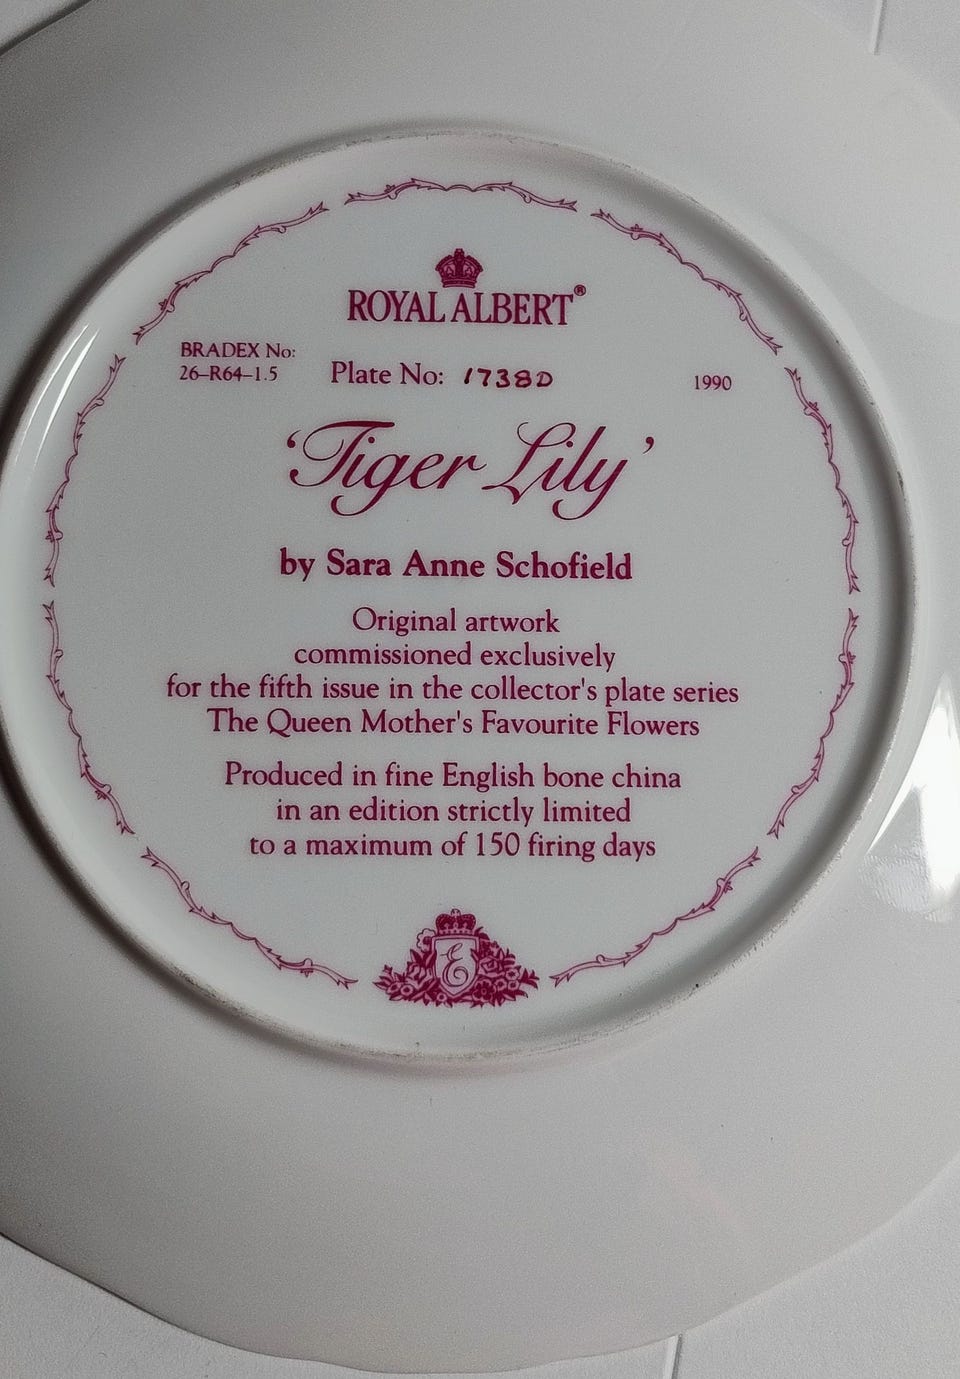 ROYAL ALBERT®
BRADEX No:
26–R64–1.5
Plate No: 1738D
1990
‘Tiger Lily’
by Sara Anne Schofield
Original artwork
commissioned exclusively
for the fifth issue in the collector's plate series
The Queen Mother's Favourite Flowers
Produced in fine English bone china
in an edition strictly limited
to a maximum of 150 firing days
E